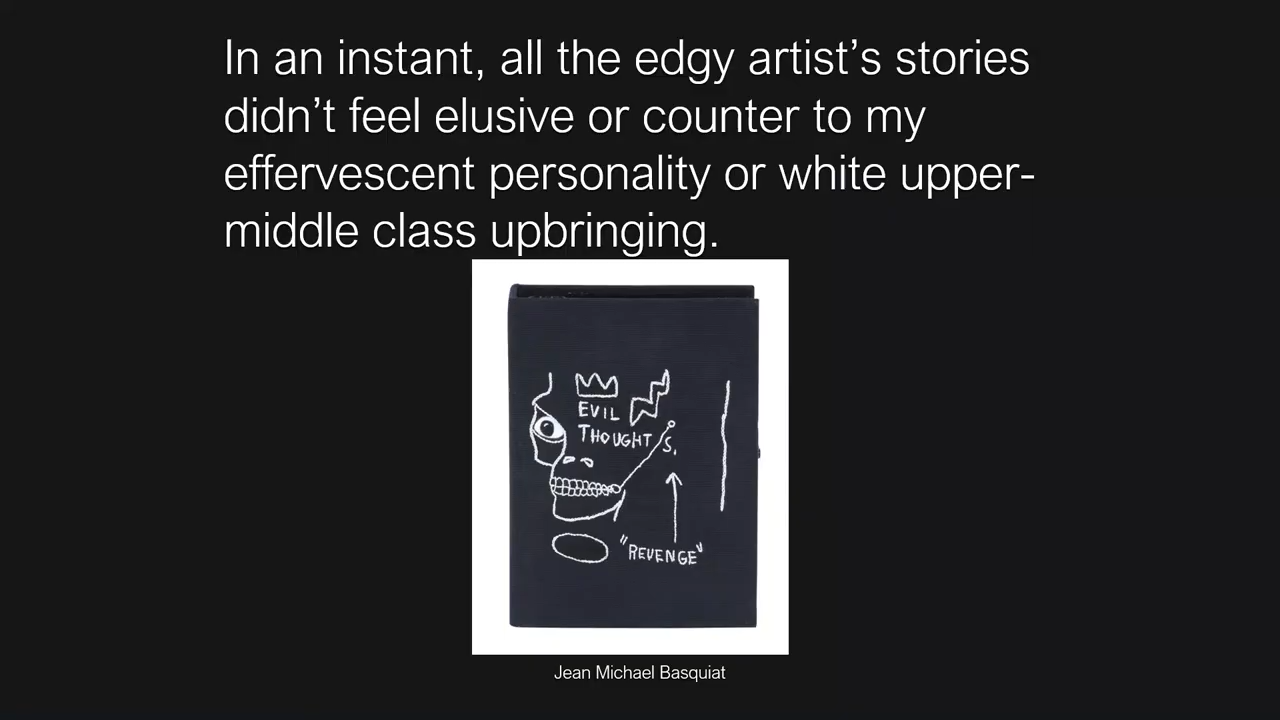 In an instant, all the edgy artist’s stories
didn’t feel elusive or counter to my
effervescent personality or white upper-
middle class upbringing.
EVIL
THOUGHTS.
"REVENGE"
Jean Michael Basquiat